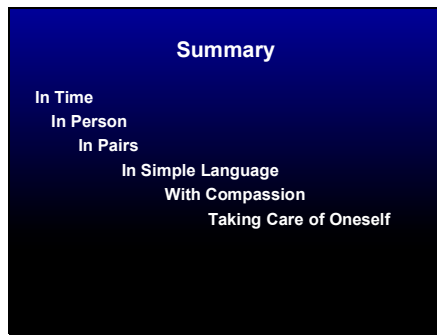 Summary
In Time
In Person
In Pairs
In Simple Language
With Compassion
Taking Care of Oneself